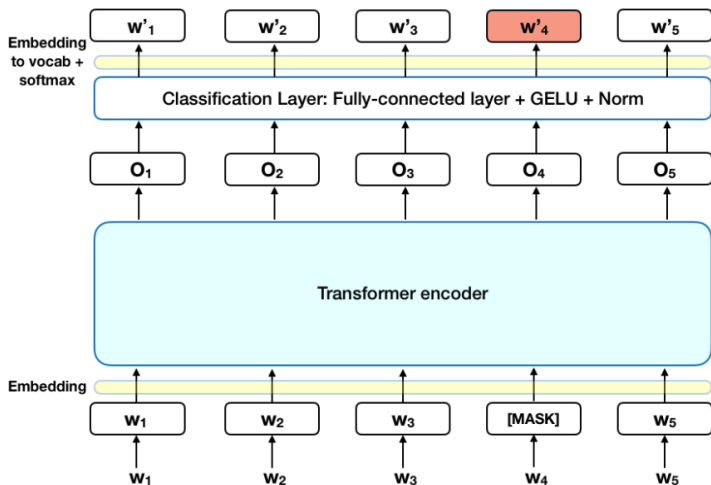 w'₁ w'₂ w'₃ w'₄ w'₅
Embedding
to vocab +
softmax
Classification Layer: Fully-connected layer + GELU + Norm
O₁ O₂ O₃ O₄ O₅
Transformer encoder
Embedding
w₁ w₂ w₃ [MASK] w₅
w₁ w₂ w₃ w₄ w₅